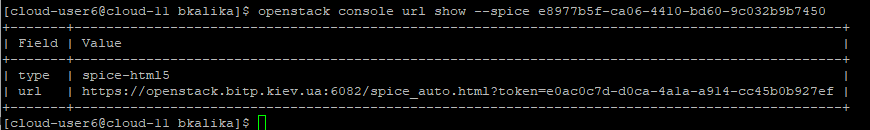 [cloud-user6@cloud-11 bkalika]$ openstack console url show --spice e8977b5f-ca06-4410-bd60-9c032b9b7450
+-------+------------------------------------------------------------------------------------------------+
| Field | Value |
+-------+------------------------------------------------------------------------------------------------+
| type | spice-html5 |
| url | https://openstack.bitp.kiev.ua:6082/spice_auto.html?token=e0ac0c7d-d0ca-4a1a-a914-cc45b0b927ef |
+-------+------------------------------------------------------------------------------------------------+
[cloud-user6@cloud-11 bkalika]$